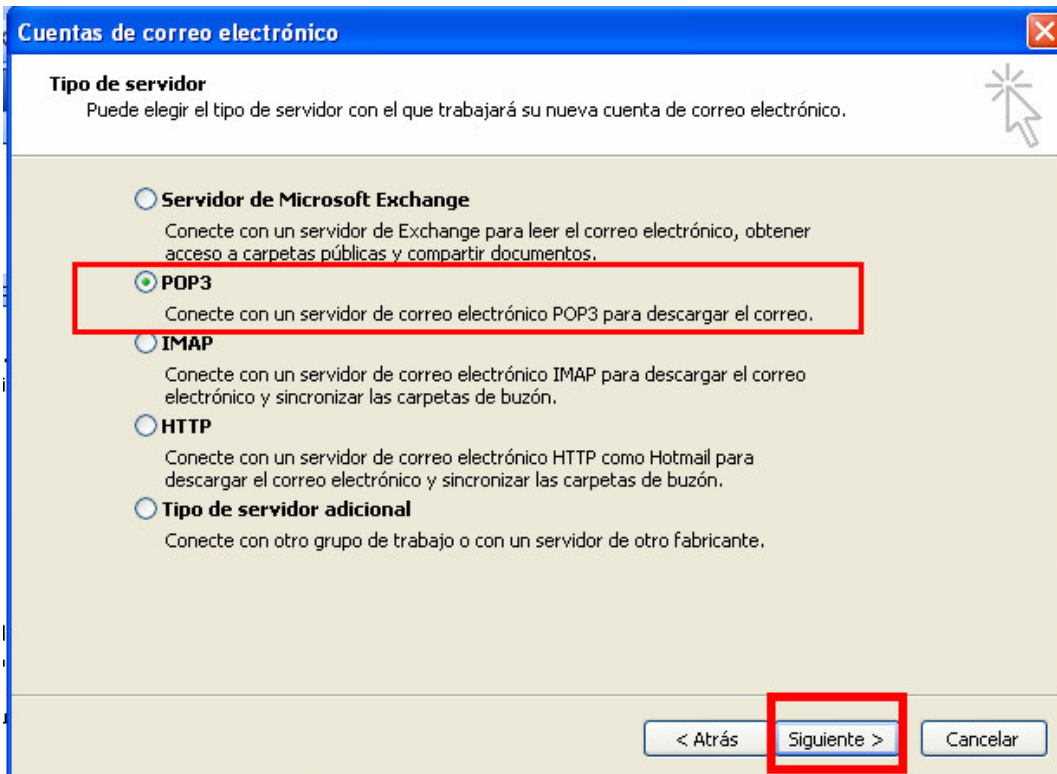 Cuentas de correo electrónico
Tipo de servidor
Puede elegir el tipo de servidor con el que trabajará su nueva cuenta de correo electrónico.
Servidor de Microsoft Exchange
Conecte con un servidor de Exchange para leer el correo electrónico, obtener
acceso a carpetas públicas y compartir documentos.
POP3
Conecte con un servidor de correo electrónico POP3 para descargar el correo.
IMAP
Conecte con un servidor de correo electrónico IMAP para descargar el correo
electrónico y sincronizar las carpetas de buzón.
HTTP
Conecte con un servidor de correo electrónico HTTP como Hotmail para
descargar el correo electrónico y sincronizar las carpetas de buzón.
Tipo de servidor adicional
Conecte con otro grupo de trabajo o con un servidor de otro fabricante.
< Atrás
Siguiente >
Cancelar